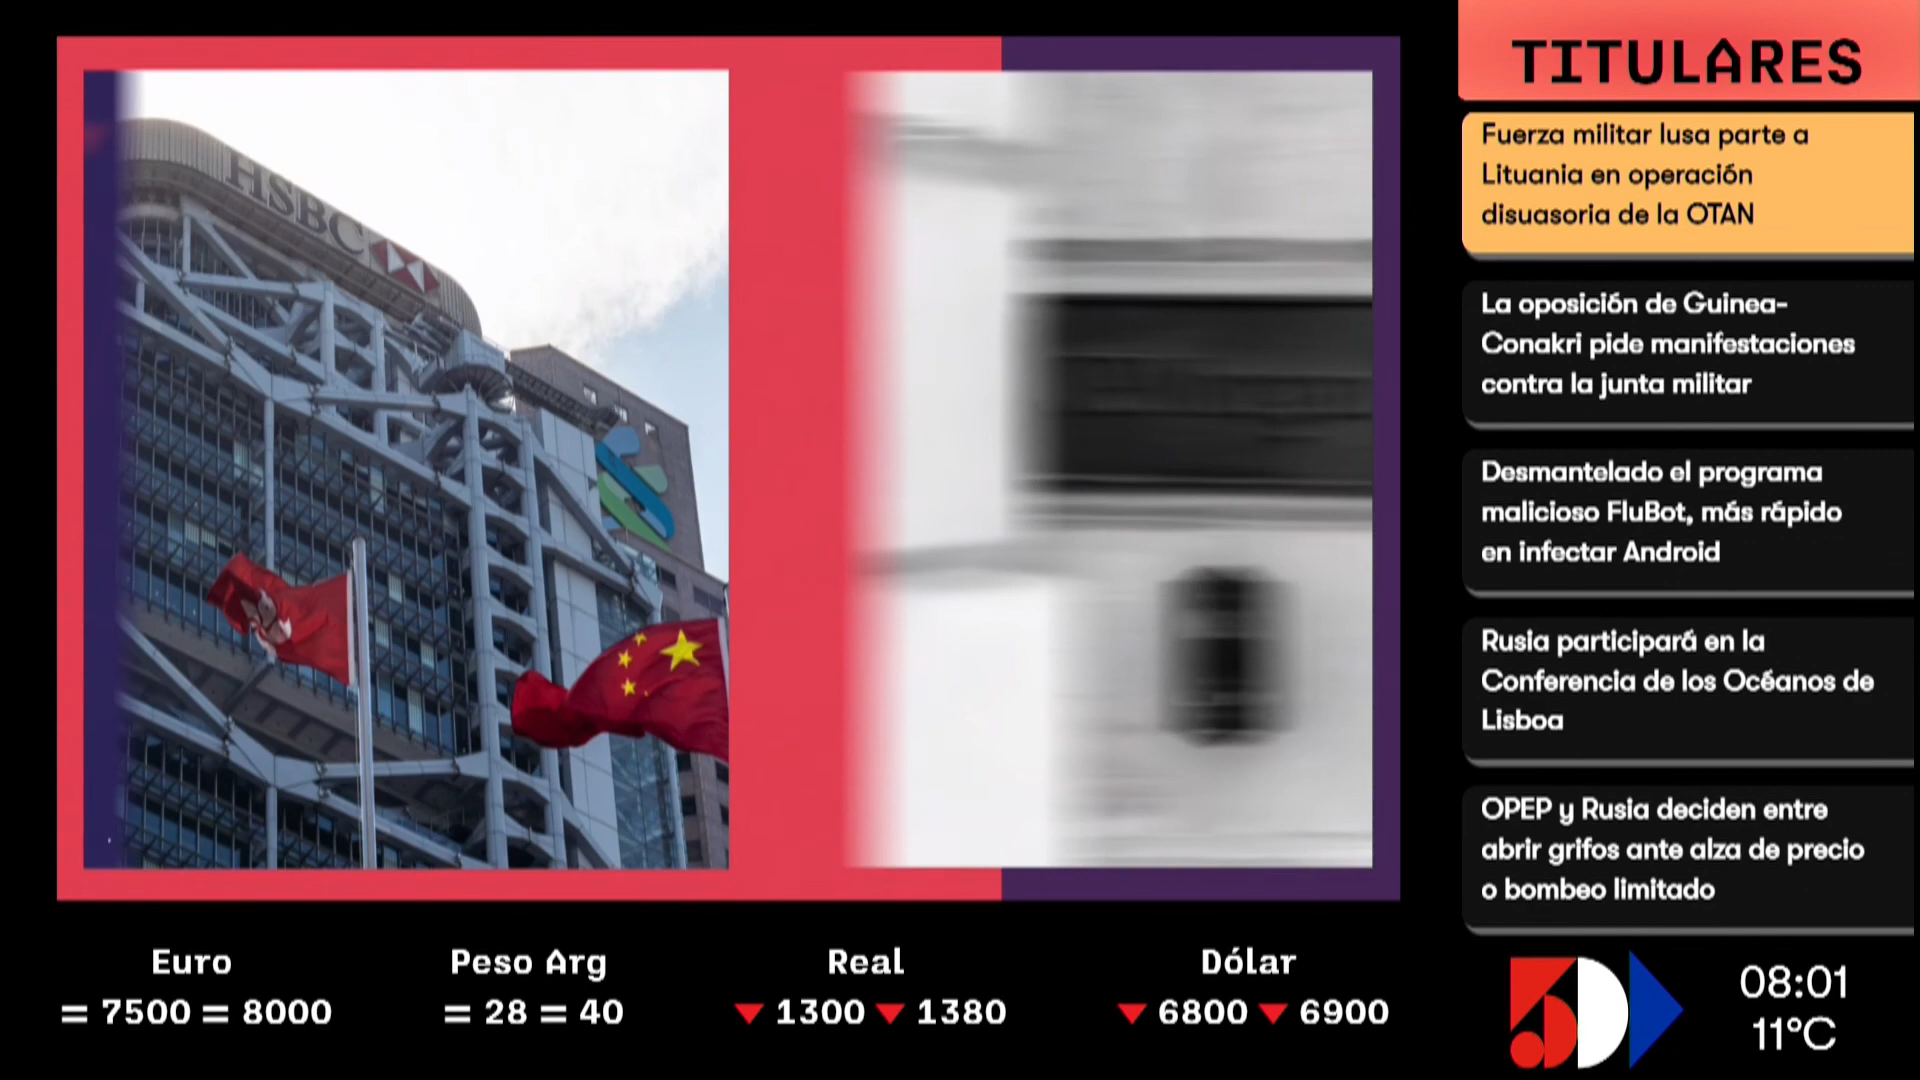 HSBC
TITULARES
Fuerza militar lusa parte a
Lituania en operación
disuasoria de la OTAN
La oposición de Guinea-
Conakri pide manifestaciones
contra la junta militar
Desmantelado el programa
malicioso FluBot, más rápido
en infectar Android
Rusia participará en la
Conferencia de los Océanos de
Lisboa
OPEP y Rusia deciden entre
abrir grifos ante alza de precio
o bombeo limitado
Euro
= 7500 = 8000
Peso Arg
= 28 = 40
Real
▼ 1300 ▼ 1380
Dólar
▼ 6800 ▼ 6900
08:01
11°C